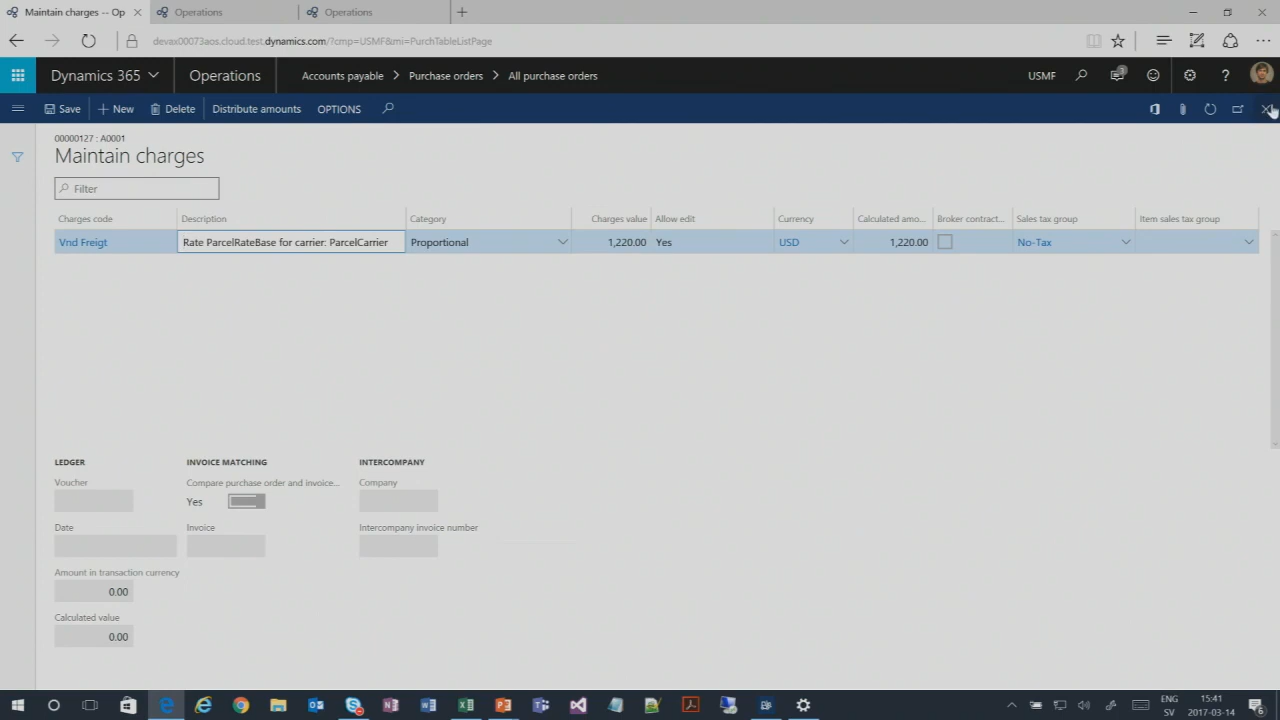 Maintain charges -- Op
Operations
Operations
devax00073aos.cloud.test.dynamics.com/?cmp=USMF&mi=PurchTableListPage
Dynamics 365
Operations
Accounts payable > Purchase orders > All purchase orders
USMF
3
?
Save
New
Delete
Distribute amounts
OPTIONS
00000127 : A0001
Maintain charges
Filter
Charges code Description Category Charges value Allow edit Currency Calculated amo... Broker contract... Sales tax group Item sales tax group
Vnd Freigt Rate ParcelRateBase for carrier: ParcelCarrier Proportional 1,220.00 Yes USD 1,220.00 No-Tax
LEDGER
Voucher
Date
Amount in transaction currency
0.00
Calculated value
0.00
INVOICE MATCHING
Compare purchase order and invoice...
Yes
Invoice
INTERCOMPANY
Company
Intercompany invoice number
ENG
SV
15:41
2017-03-14
6